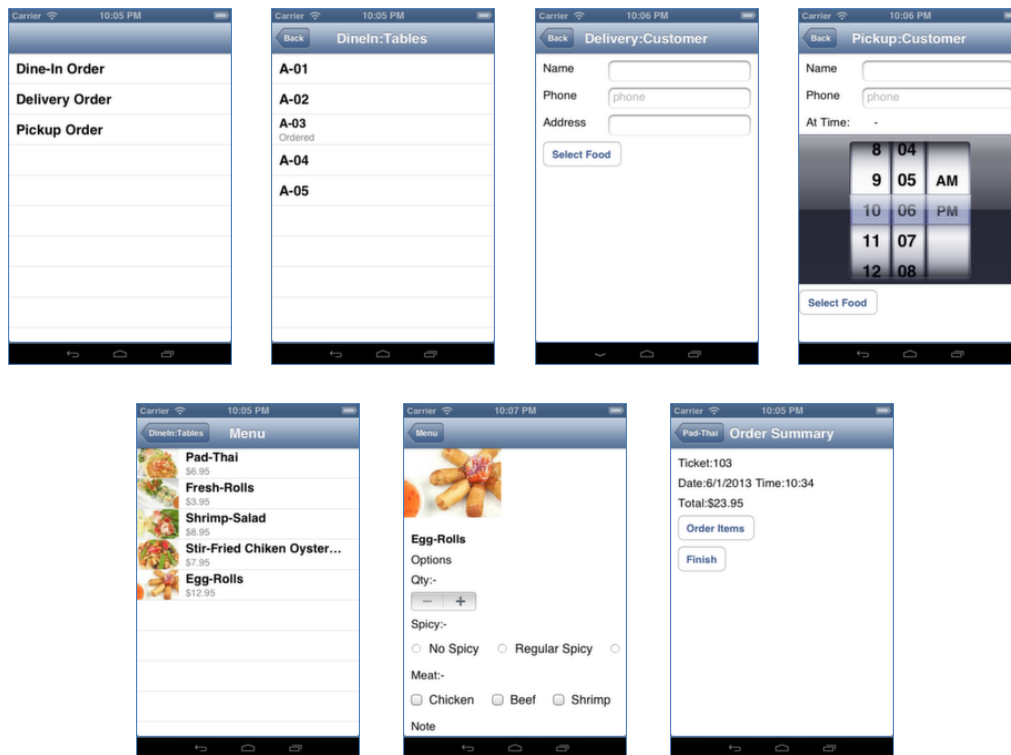 Carrier 10:05 PM
Dine-In Order
Delivery Order
Pickup Order
Carrier 10:05 PM
Back DineIn:Tables
A-01
A-02
A-03
Ordered
A-04
A-05
Carrier 10:06 PM
Back Delivery:Customer
Name
Phone phone
Address
Select Food
Carrier 10:06 PM
Back Pickup:Customer
Name
Phone phone
At Time: -
8 04
9 05 AM
10 06 PM
11 07
12 08
Select Food
Carrier 10:05 PM
DineIn:Tables Menu
Pad-Thai
$6.95
Fresh-Rolls
$3.95
Shrimp-Salad
$8.95
Stir-Fried Chiken Oyster...
$7.95
Egg-Rolls
$12.95
Carrier 10:07 PM
Menu
Egg-Rolls
Options
Qty:-
− +
Spicy:-
No Spicy Regular Spicy
Meat:-
Chicken Beef Shrimp
Note
Carrier 10:05 PM
Pad-Thai Order Summary
Ticket:103
Date:6/1/2013 Time:10:34
Total:$23.95
Order Items
Finish